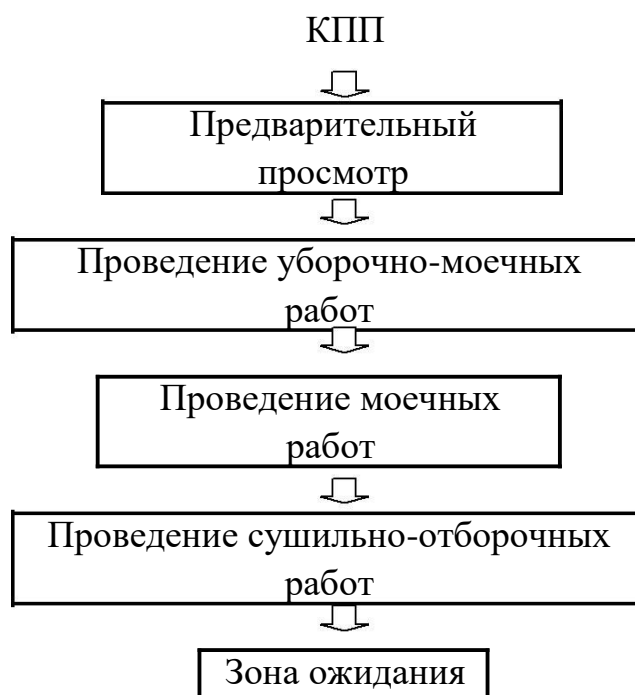 КПП
Предварительный
просмотр
Проведение уборочно-моечных
работ
Проведение моечных
работ
Проведение сушильно-отборочных
работ
Зона ожидания